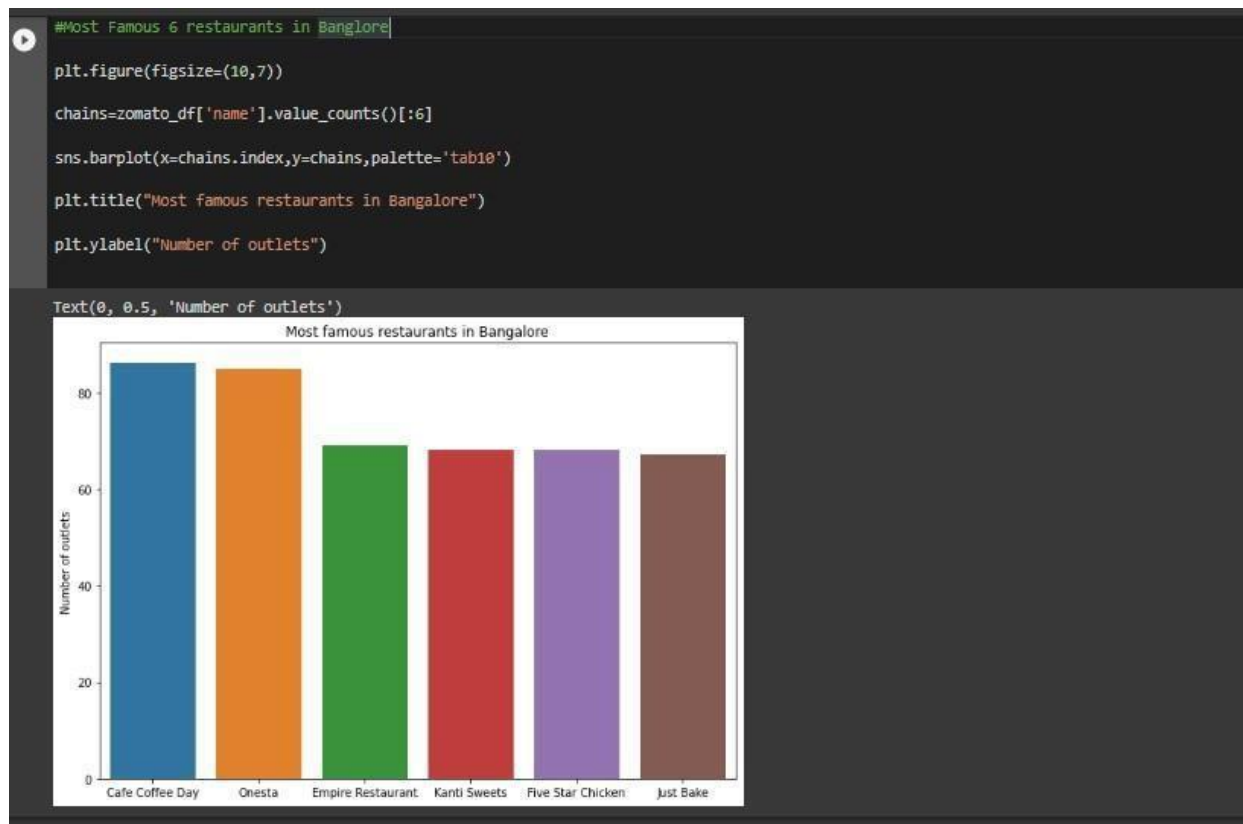 #Most Famous 6 restaurants in Banglore
plt.figure(figsize=(10,7))
chains=zomato_df['name'].value_counts()[:6]
sns.barplot(x=chains.index,y=chains,palette='tab10')
plt.title("Most famous restaurants in Bangalore")
plt.ylabel("Number of outlets")
Text(0, 0.5, 'Number of outlets')
Most famous restaurants in Bangalore
80
60
40
20
0
Number of outlets
Cafe Coffee Day Onesta Empire Restaurant Kanti Sweets Five Star Chicken Just Bake